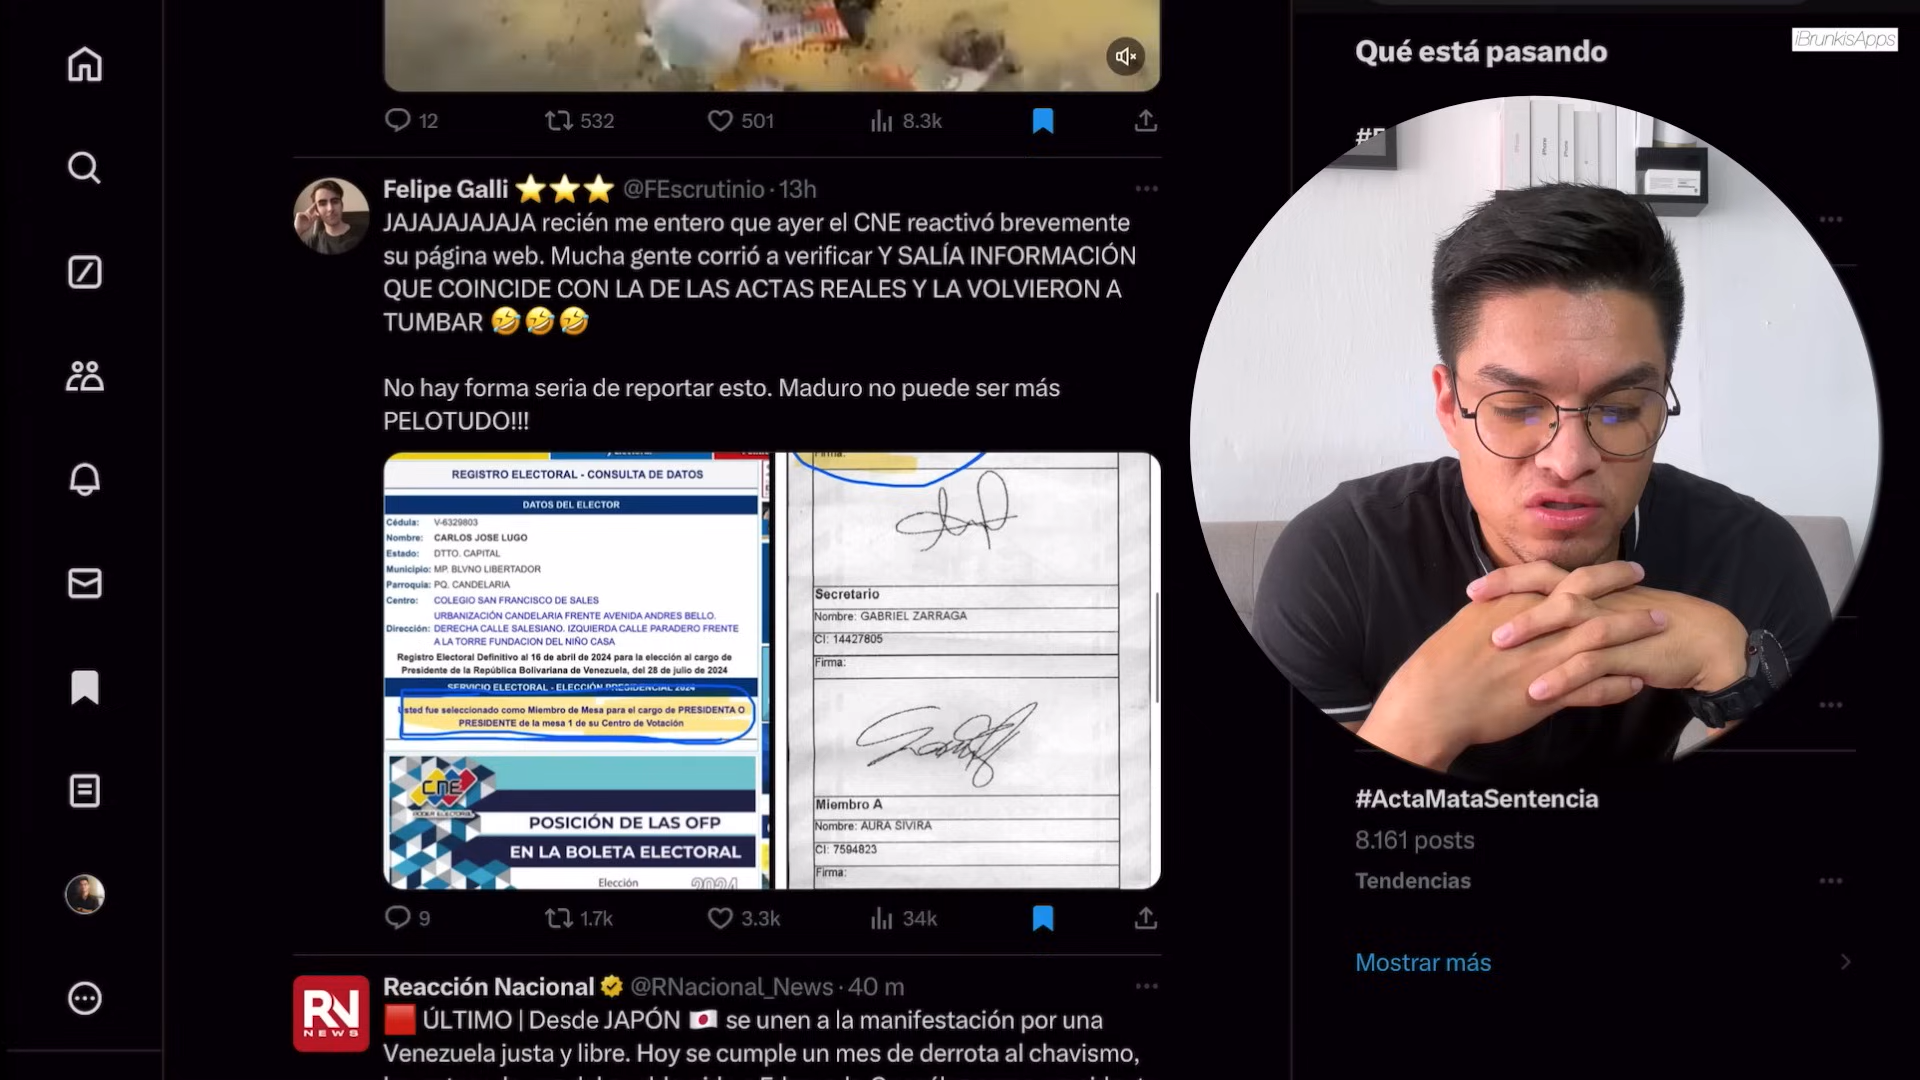 Qué está pasando
iBrunkisApps
12
532
501
8.3k
Felipe Galli ⭐⭐⭐ @FEscrutinio · 13h
JAJAJAJAJAJA recién me entero que ayer el CNE reactivó brevemente
su página web. Mucha gente corrió a verificar Y SALÍA INFORMACIÓN
QUE COINCIDE CON LA DE LAS ACTAS REALES Y LA VOLVIERON A
TUMBAR 🤣🤣🤣
No hay forma seria de reportar esto. Maduro no puede ser más
PELOTUDO!!!
REGISTRO ELECTORAL - CONSULTA DE DATOS
DATOS DEL ELECTOR
Cédula: V-6329803
Nombre: CARLOS JOSE LUGO
Estado: DTTO. CAPITAL
Municipio: MP. BLVNO LIBERTADOR
Parroquia: PQ. CANDELARIA
Centro: COLEGIO SAN FRANCISCO DE SALES
URBANIZACIÓN CANDELARIA FRENTE AVENIDA ANDRES BELLO.
Dirección: DERECHA CALLE SALESIANO. IZQUIERDA CALLE PARADERO FRENTE
A LA TORRE FUNDACION DEL NIÑO CASA
Registro Electoral Definitivo al 16 de abril de 2024 para la elección al cargo de
Presidente de la República Bolivariana de Venezuela, del 28 de julio de 2024
SERVICIO ELECTORAL - ELECCIÓN PRESIDENCIAL 2024
Usted fue seleccionado como Miembro de Mesa para el cargo de PRESIDENTA O
PRESIDENTE de la mesa 1 de su Centro de Votación
CNE
PODER ELECTORAL
POSICIÓN DE LAS OFP
EN LA BOLETA ELECTORAL
Elección 2024
Firma:
Secretario
Nombre: GABRIEL ZARRAGA
CI: 14427805
Firma:
Miembro A
Nombre: AURA SIVIRA
CI: 7594823
Firma:
9
1.7k
3.3k
34k
RN
NEWS
Reacción Nacional @RNacional_News · 40 m
🟥 ÚLTIMO | Desde JAPÓN 🇯🇵 se unen a la manifestación por una
Venezuela justa y libre. Hoy se cumple un mes de derrota al chavismo,
#ActaMataSentencia
8.161 posts
Tendencias
Mostrar más